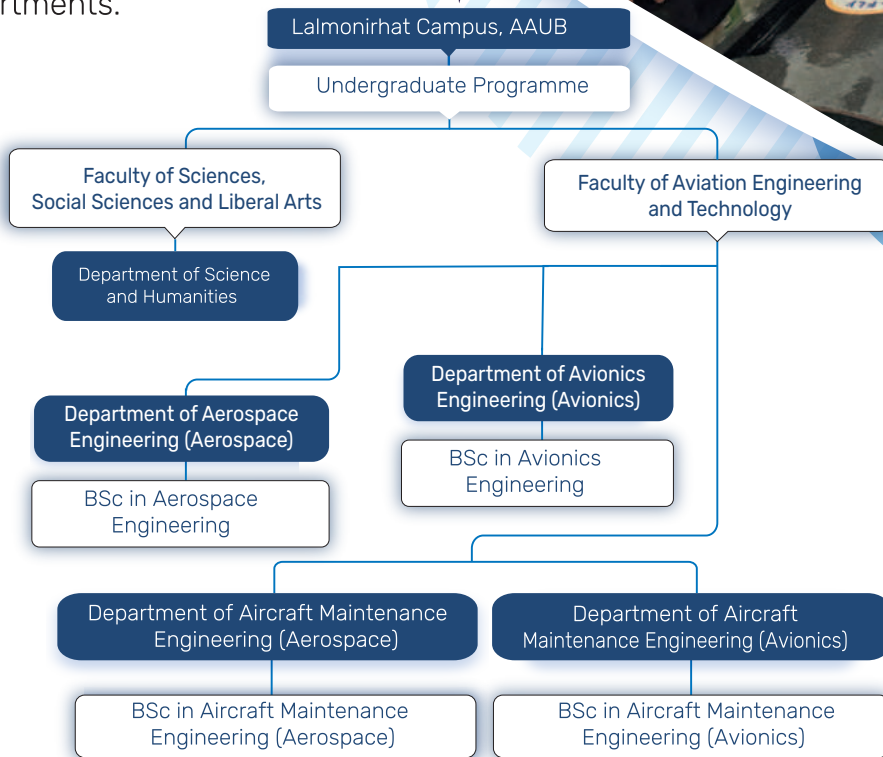 rtments.
Lalmonirhat Campus, AAUB
Undergraduate Programme
Faculty of Sciences,
Social Sciences and Liberal Arts
Faculty of Aviation Engineering
and Technology
Department of Science
and Humanities
Department of Avionics
Engineering (Avionics)
Department of Aerospace
Engineering (Aerospace)
BSc in Avionics
Engineering
BSc in Aerospace
Engineering
Department of Aircraft Maintenance
Engineering (Aerospace)
Department of Aircraft
Maintenance Engineering (Avionics)
BSc in Aircraft Maintenance
Engineering (Aerospace)
BSc in Aircraft Maintenance
Engineering (Avionics)